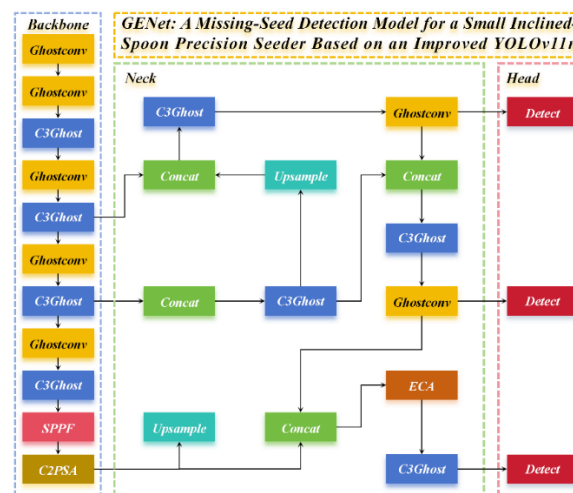 Backbone
GENet: A Missing-Seed Detection Model for a Small Inclined-
Spoon Precision Seeder Based on an Improved YOLOv11n
Ghostconv
Ghostconv
C3Ghost
Ghostconv
C3Ghost
Ghostconv
C3Ghost
Ghostconv
C3Ghost
SPPF
C2PSA
Neck
C3Ghost
Ghostconv
Concat
Upsample
Concat
C3Ghost
Concat
C3Ghost
Ghostconv
ECA
Upsample
Concat
C3Ghost
Head
Detect
Detect
Detect